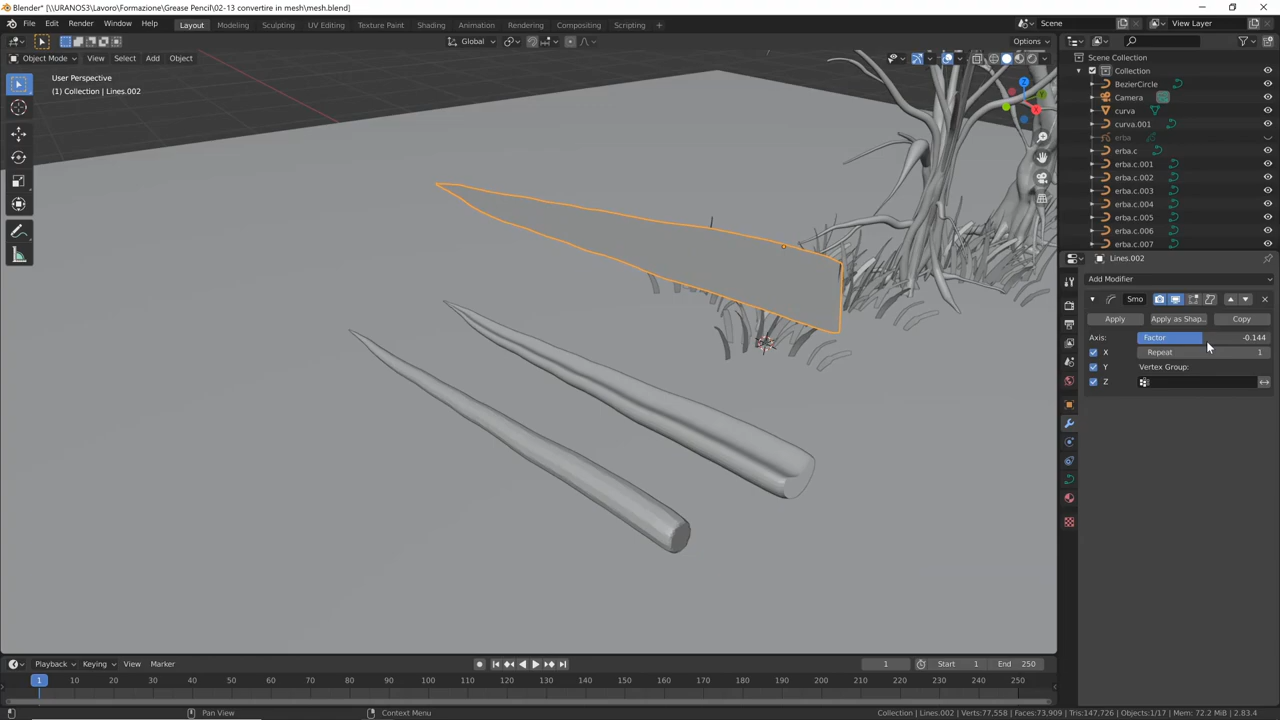 Blender* [\\URANOS3\Lavoro\Formazione\Grease Pencil\02-13 convertire in mesh\mesh.blend]
File Edit Render Window Help Layout Modeling Sculpting UV Editing Texture Paint Shading Animation Rendering Compositing Scripting + Scene View Layer
Global Options
Object Mode View Select Add Object
User Perspective
(1) Collection | Lines.002
Scene Collection
Collection
BezierCircle
Camera
curva
curva.001
erba
erba.c
erba.c.001
erba.c.002
erba.c.003
erba.c.004
erba.c.005
erba.c.006
erba.c.007
Lines.002
Add Modifier
Smo
Apply Apply as Shap.. Copy
Axis: Factor -0.144
X Repeat 1
Y Vertex Group:
Z
Z
Y
X
Playback Keying View Marker 1 Start 1 End 250
1 10 20 30 40 50 60 70 80 90 100 110 120 130 140 150 160 170 180 190 200 210 220 230 240 250
Pan View Context Menu Collection | Lines.002 | Verts:77,558 | Faces:73,909 | Tris:147,726 | Objects:1/17 | Mem: 72.2 MiB | 2.83.4